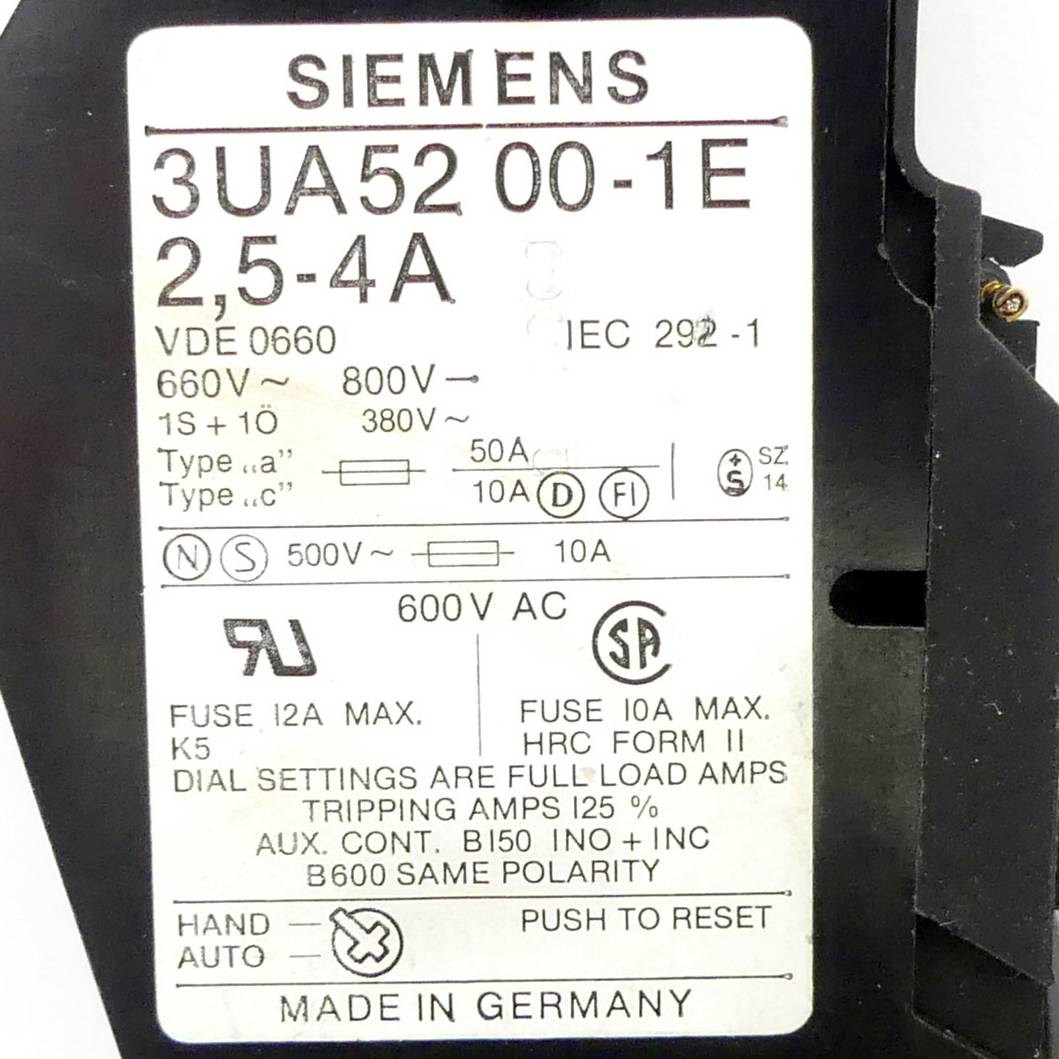 SIEMENS
3UA52 00-1E
2,5-4A
VDE 0660 IEC 292-1
660V~ 800V⊸
1S + 1Ö 380V~
Type „a” 50A SZ
Type „c” 10A D FI +S 14
N S 500V~ 10A
600V AC
RU SA
FUSE 12A MAX. FUSE 10A MAX.
K5 HRC FORM II
DIAL SETTINGS ARE FULL LOAD AMPS
TRIPPING AMPS 125 %
AUX. CONT. B150 1NO + 1NC
B600 SAME POLARITY
HAND PUSH TO RESET
AUTO
MADE IN GERMANY